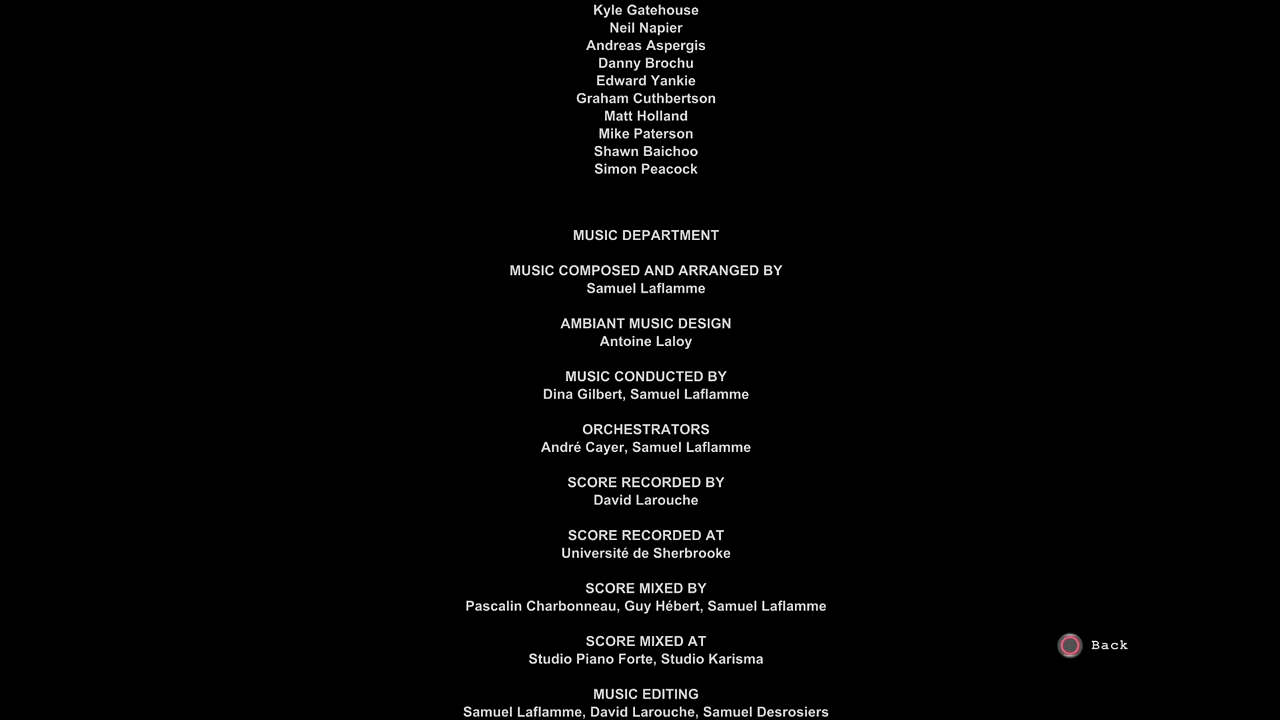 Kyle Gatehouse
Neil Napier
Andreas Aspergis
Danny Brochu
Edward Yankie
Graham Cuthbertson
Matt Holland
Mike Paterson
Shawn Baichoo
Simon Peacock
MUSIC DEPARTMENT
MUSIC COMPOSED AND ARRANGED BY
Samuel Laflamme
AMBIANT MUSIC DESIGN
Antoine Laloy
MUSIC CONDUCTED BY
Dina Gilbert, Samuel Laflamme
ORCHESTRATORS
André Cayer, Samuel Laflamme
SCORE RECORDED BY
David Larouche
SCORE RECORDED AT
Université de Sherbrooke
SCORE MIXED BY
Pascalin Charbonneau, Guy Hébert, Samuel Laflamme
SCORE MIXED AT
Studio Piano Forte, Studio Karisma
Back
MUSIC EDITING
Samuel Laflamme, David Larouche, Samuel Desrosiers